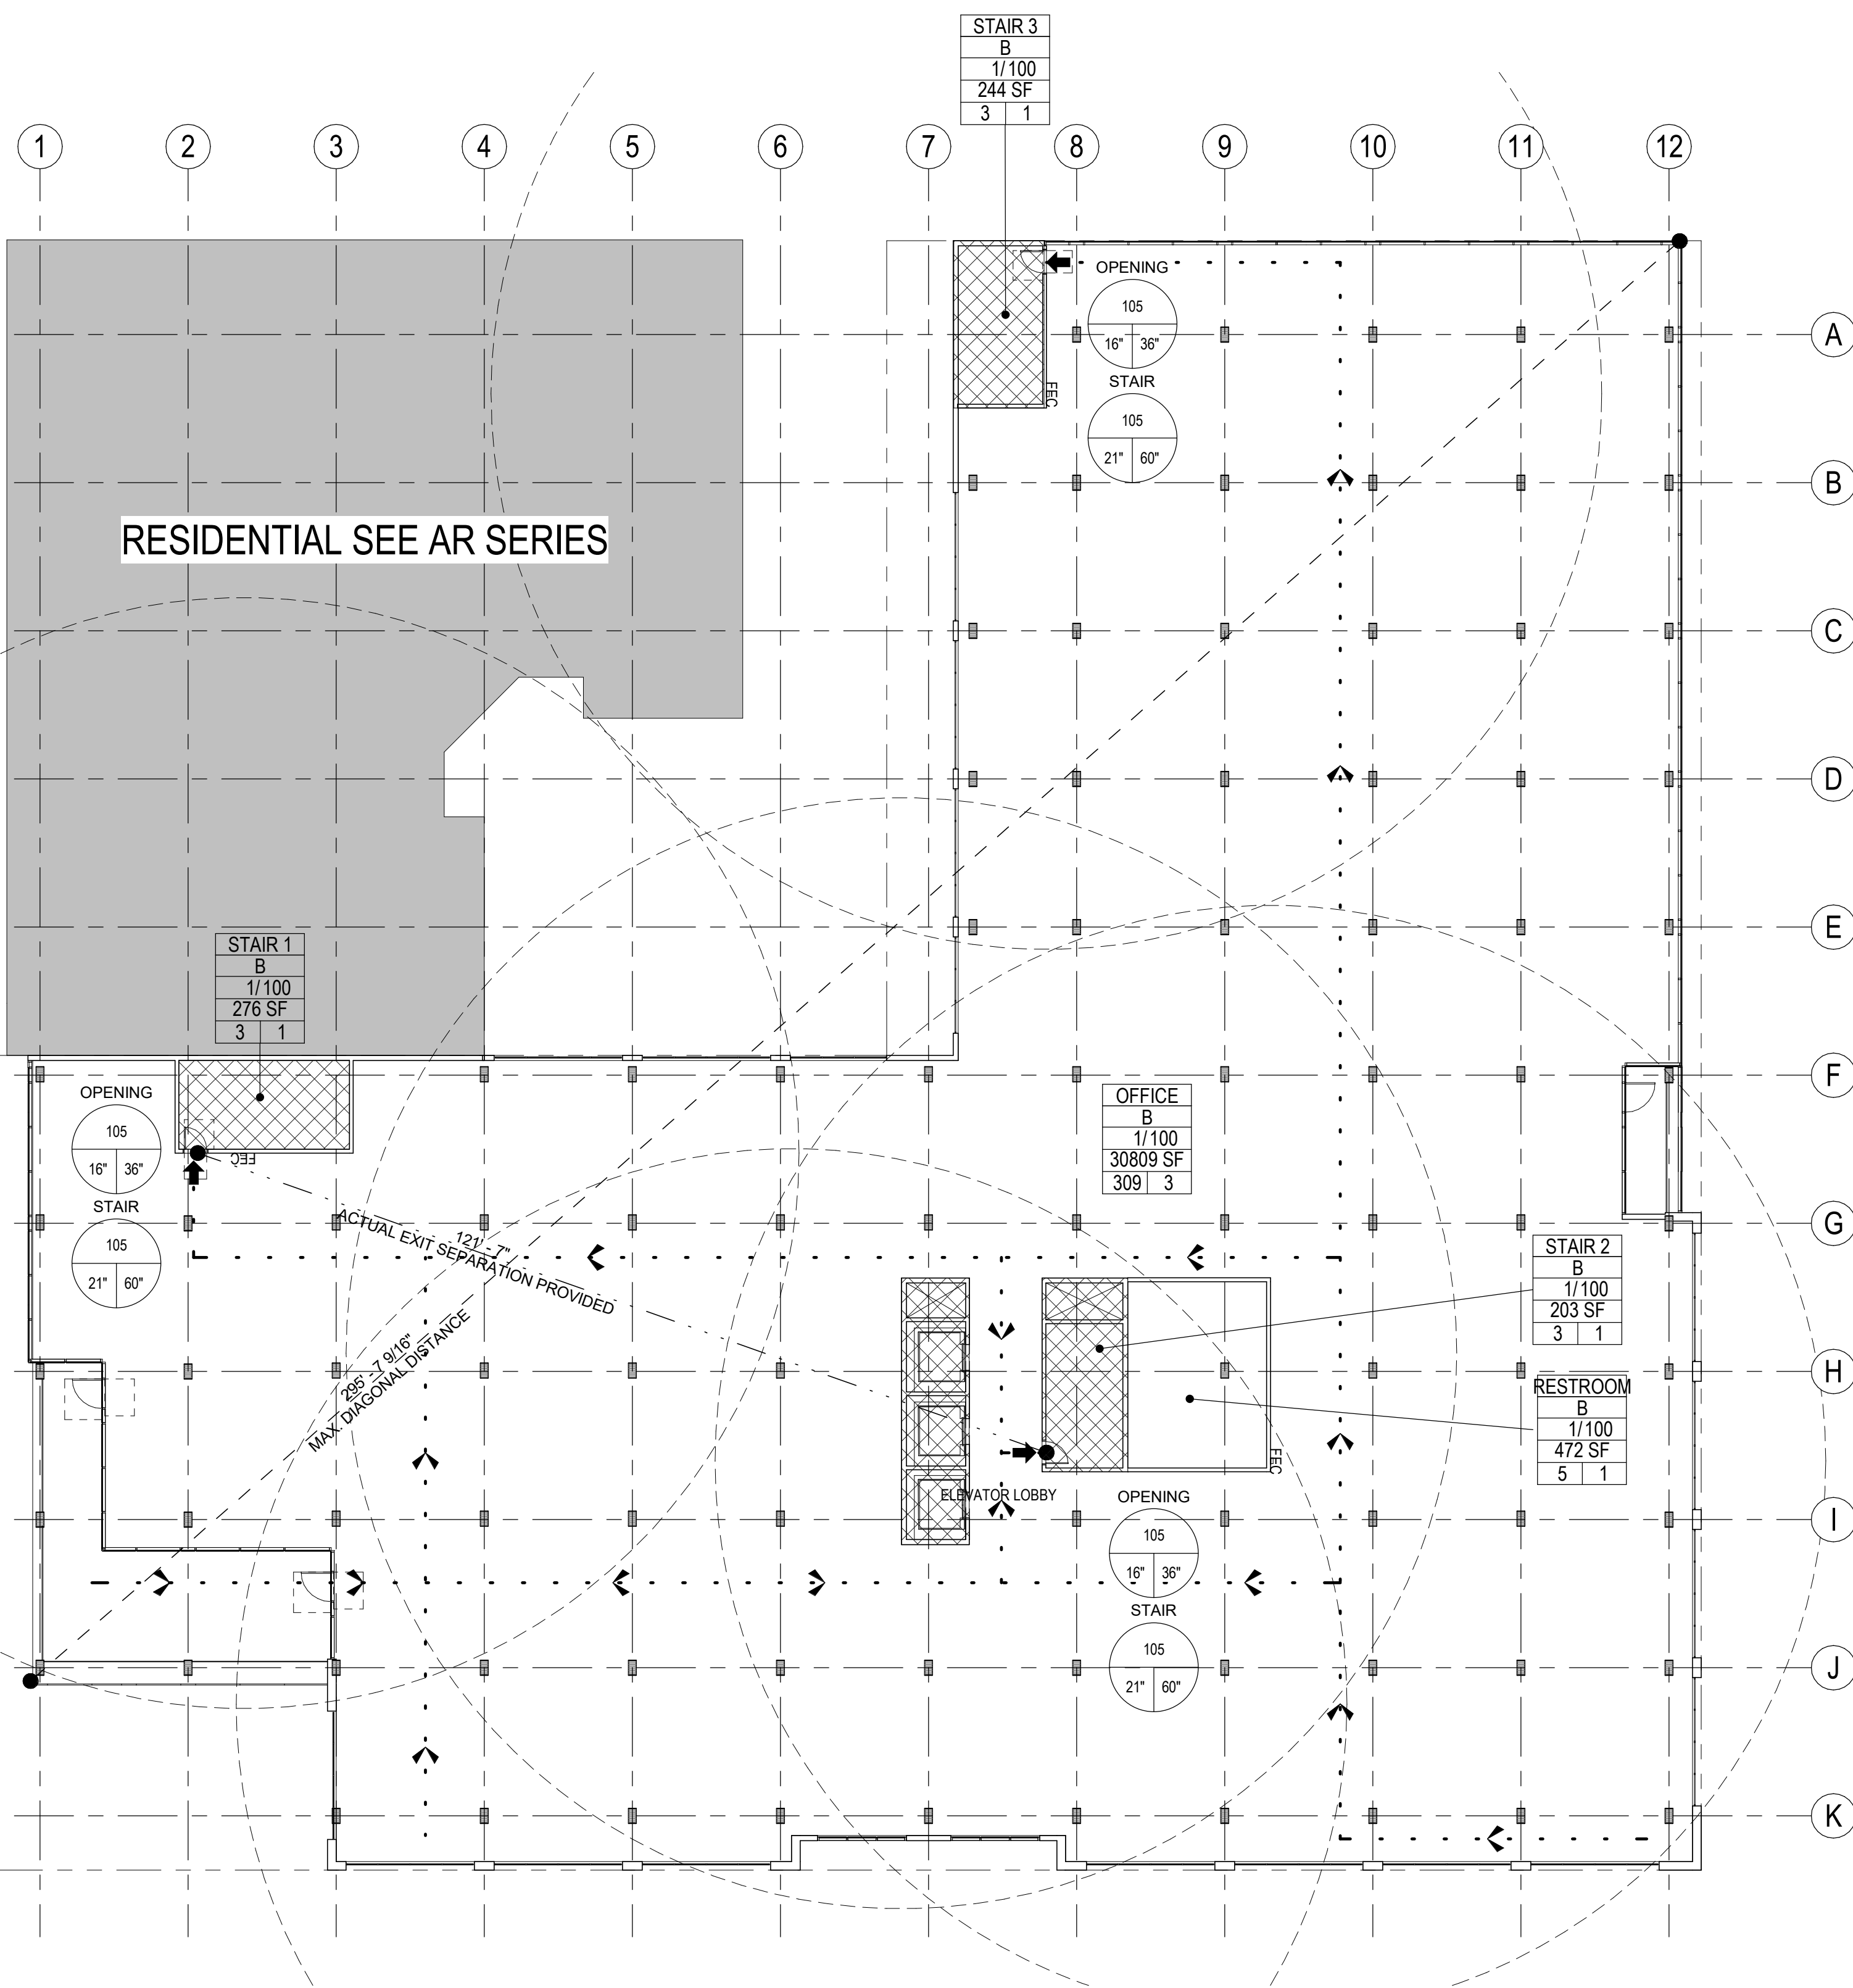 STAIR 3
B
1/100
244 SF
3 1
1 2 3 4 5 6 7 8 9 10 11 12
OPENING
105
16" 36"
STAIR
105
21" 60"
FEC
A
B
RESIDENTIAL SEE AR SERIES
C
D
E
STAIR 1
B
1/100
276 SF
3 1
F
OPENING
105
16" 36"
STAIR
105
21" 60"
FEC
OFFICE
B
1/100
30809 SF
309 3
G
121' - 7"
ACTUAL EXIT SEPARATION PROVIDED
295' - 7 9/16"
MAX. DIAGONAL DISTANCE
STAIR 2
B
1/100
203 SF
3 1
H
RESTROOM
B
1/100
472 SF
5 1
FEC
ELEVATOR LOBBY
I
OPENING
105
16" 36"
STAIR
105
21" 60"
J
K